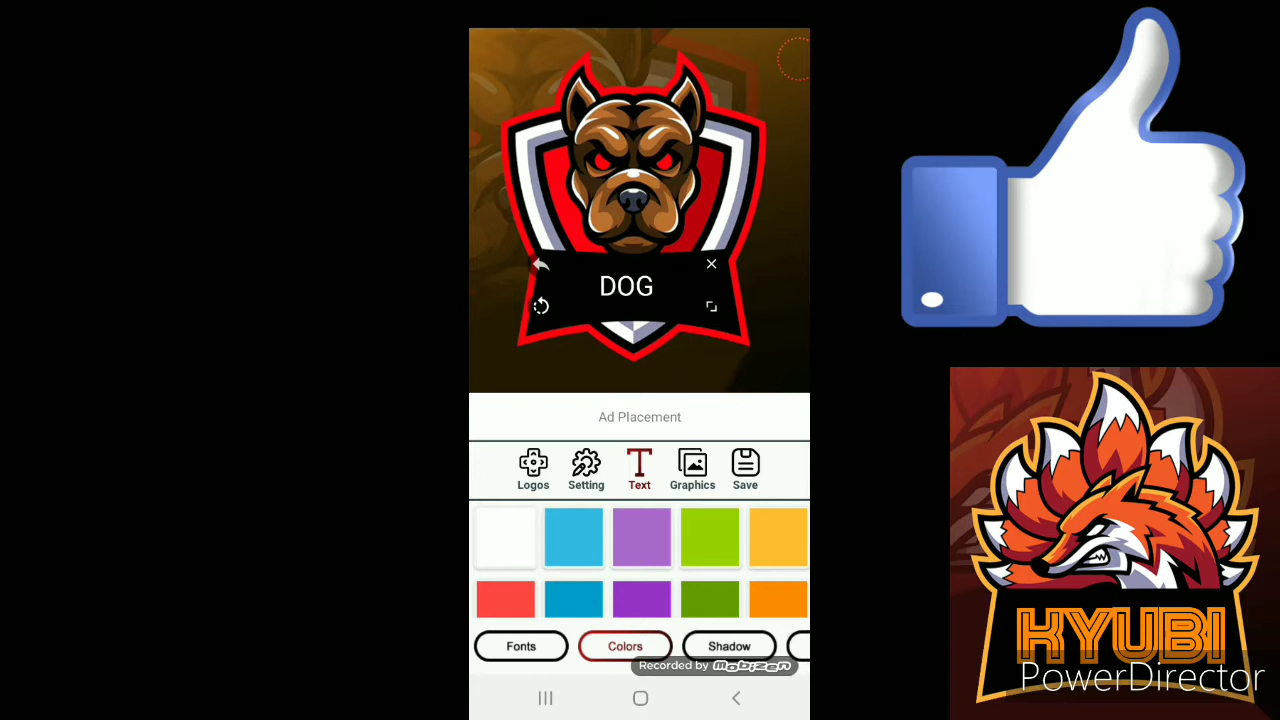 DOG
Ad Placement
Logos Setting Text Graphics Save
Fonts Colors Shadow
Recorded by mobizen
KYUBI
PowerDirector